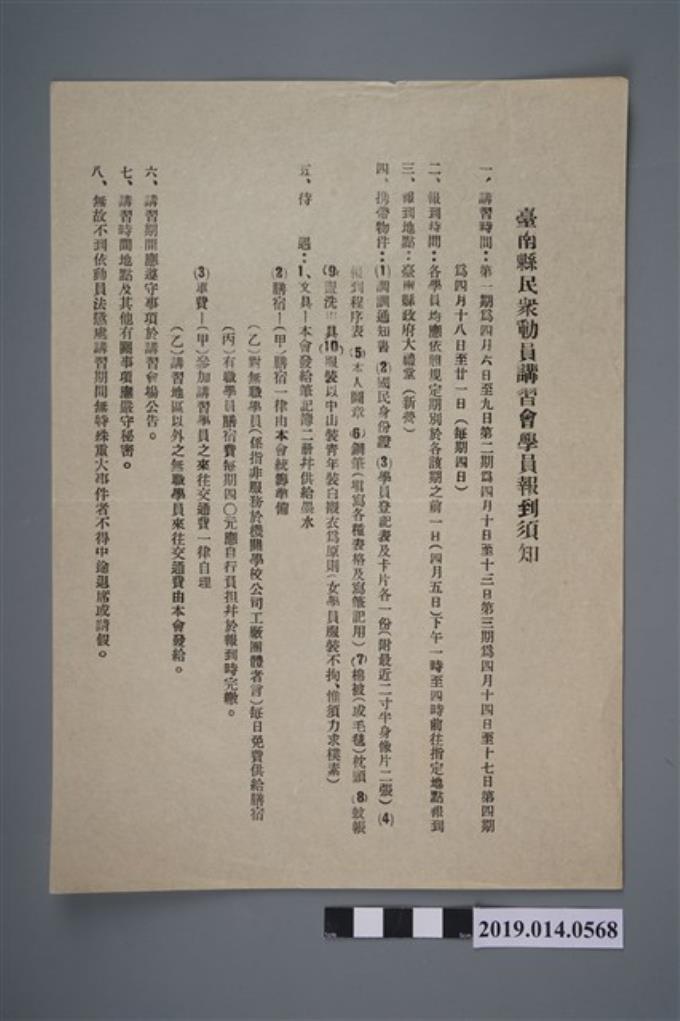 臺南縣民衆動員講習會學員報到須知
一、講習時間：第一期爲四月六日至九日第二期爲四月十日至十三日第三期爲四月十四日至十七日第四期
爲四月十八日至廿一日（每期四日）
二、報到時間：各學員均應依照規定期別於各該期之前一日（四月五日）下午一時至四時前往指定地點報到
三、報到地點：臺南縣政府大禮堂（新營）
四、携帶物件：(1)調訓通知書(2)國民身份證(3)學員登記表及卡片各一份（附最近二寸半身像片二張）(4)
報到程序表(5)本人圖章(6)鋼筆（填寫各種表格及寫筆記用）(7)棉被（或毛毯）枕頭(8)蚊帳
(9)盥洗用具(10)服裝以中山裝靑年裝白襯衣爲原則（女學員服裝不拘、惟須力求樸素）
五、待　遇：1、文具—本會發給筆記簿二册幷供給墨水
(2)膳宿—（甲）膳宿一律由本會統籌準備
（乙）對無職學員（係指非服務於機關學校公司工廠團體者言）每日免費供給膳宿
（丙）有職學員膳宿費每期四〇元應自行負担幷於報到時完繳。
(3)車費—（甲）參加講習學員之來往交通費一律自理
（乙）講習地區以外之無職學員來往交通費由本會發給。
六、講習期間應遵守事項於講習會場公告。
七、講習時間地點及其他有關事項應嚴守秘密。
八、無故不到依動員法懲處講習期間無特殊重大事件者不得中途退席或請假。
2019.014.0568